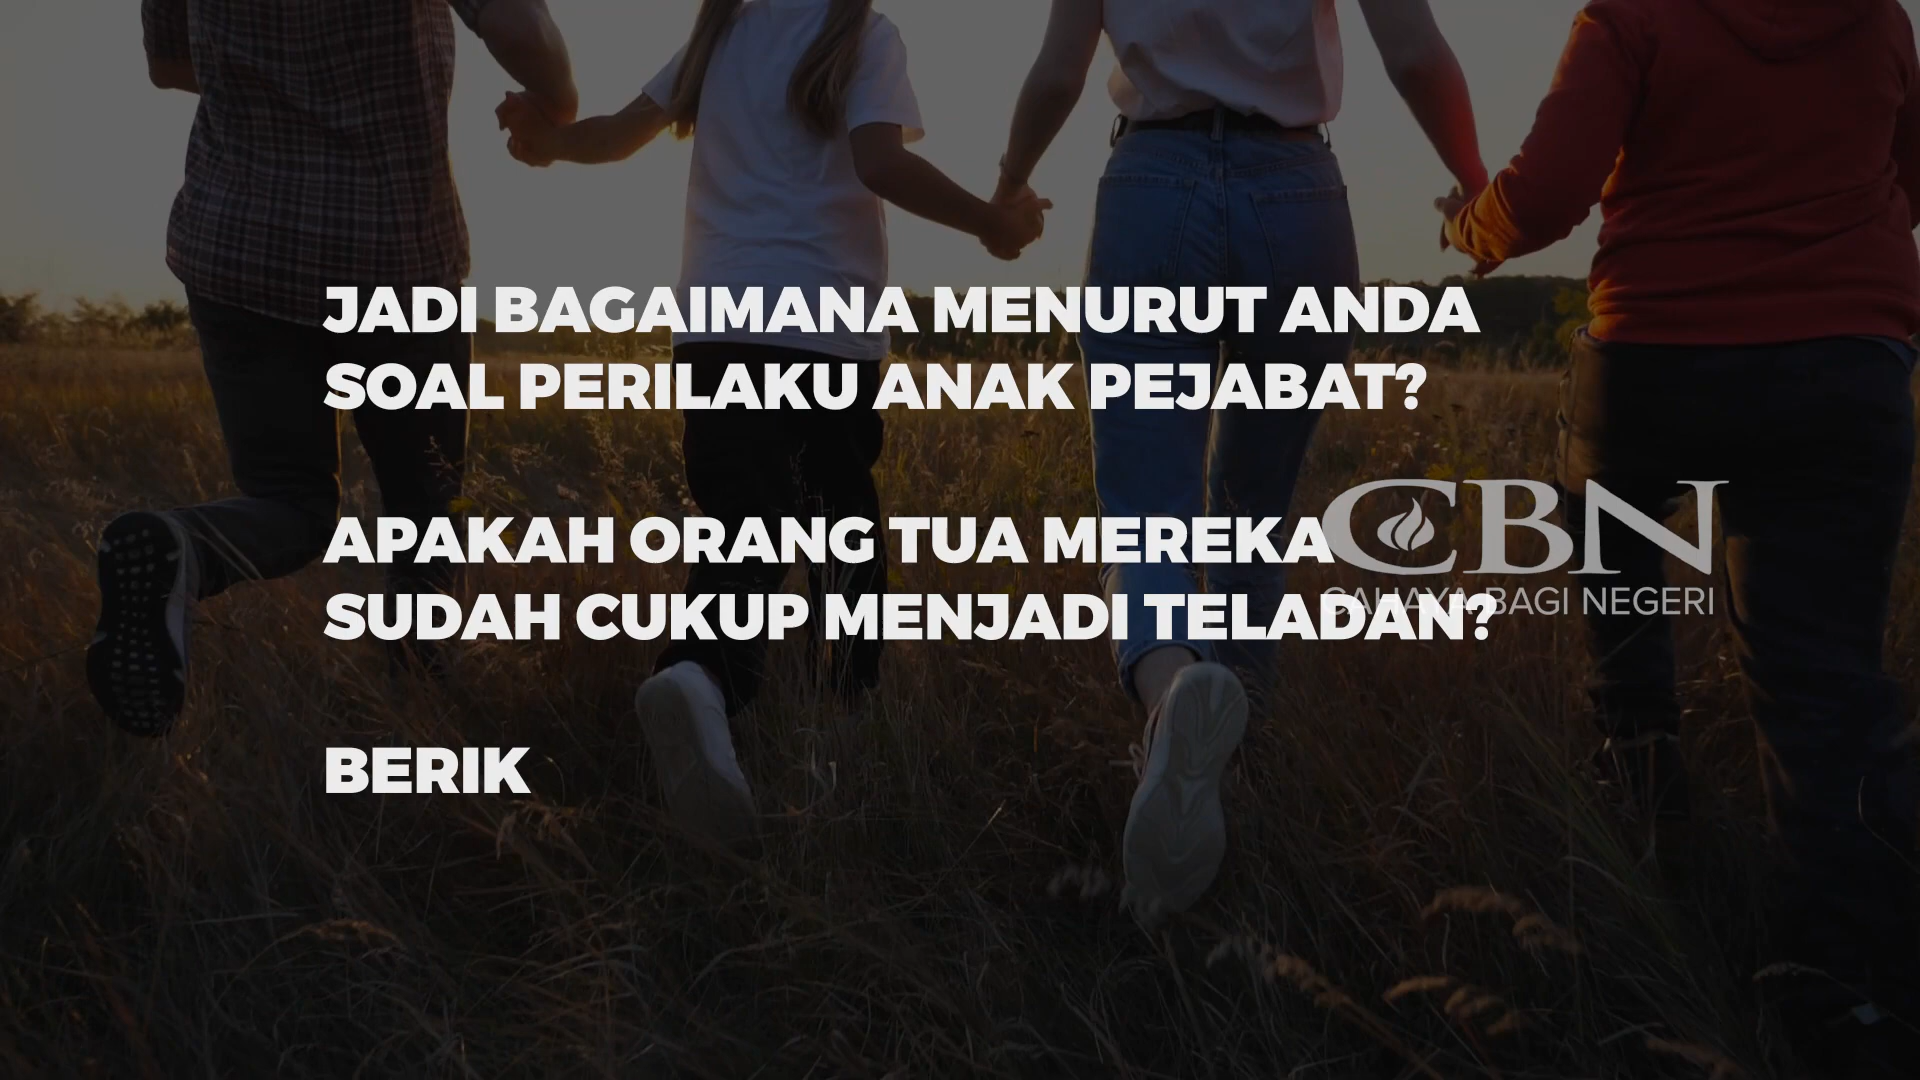 JADI BAGAIMANA MENURUT ANDA
SOAL PERILAKU ANAK PEJABAT?
APAKAH ORANG TUA MEREKA
SUDAH CUKUP MENJADI TELADAN?
BERIK
CBN
CAHAYA BAGI NEGERI